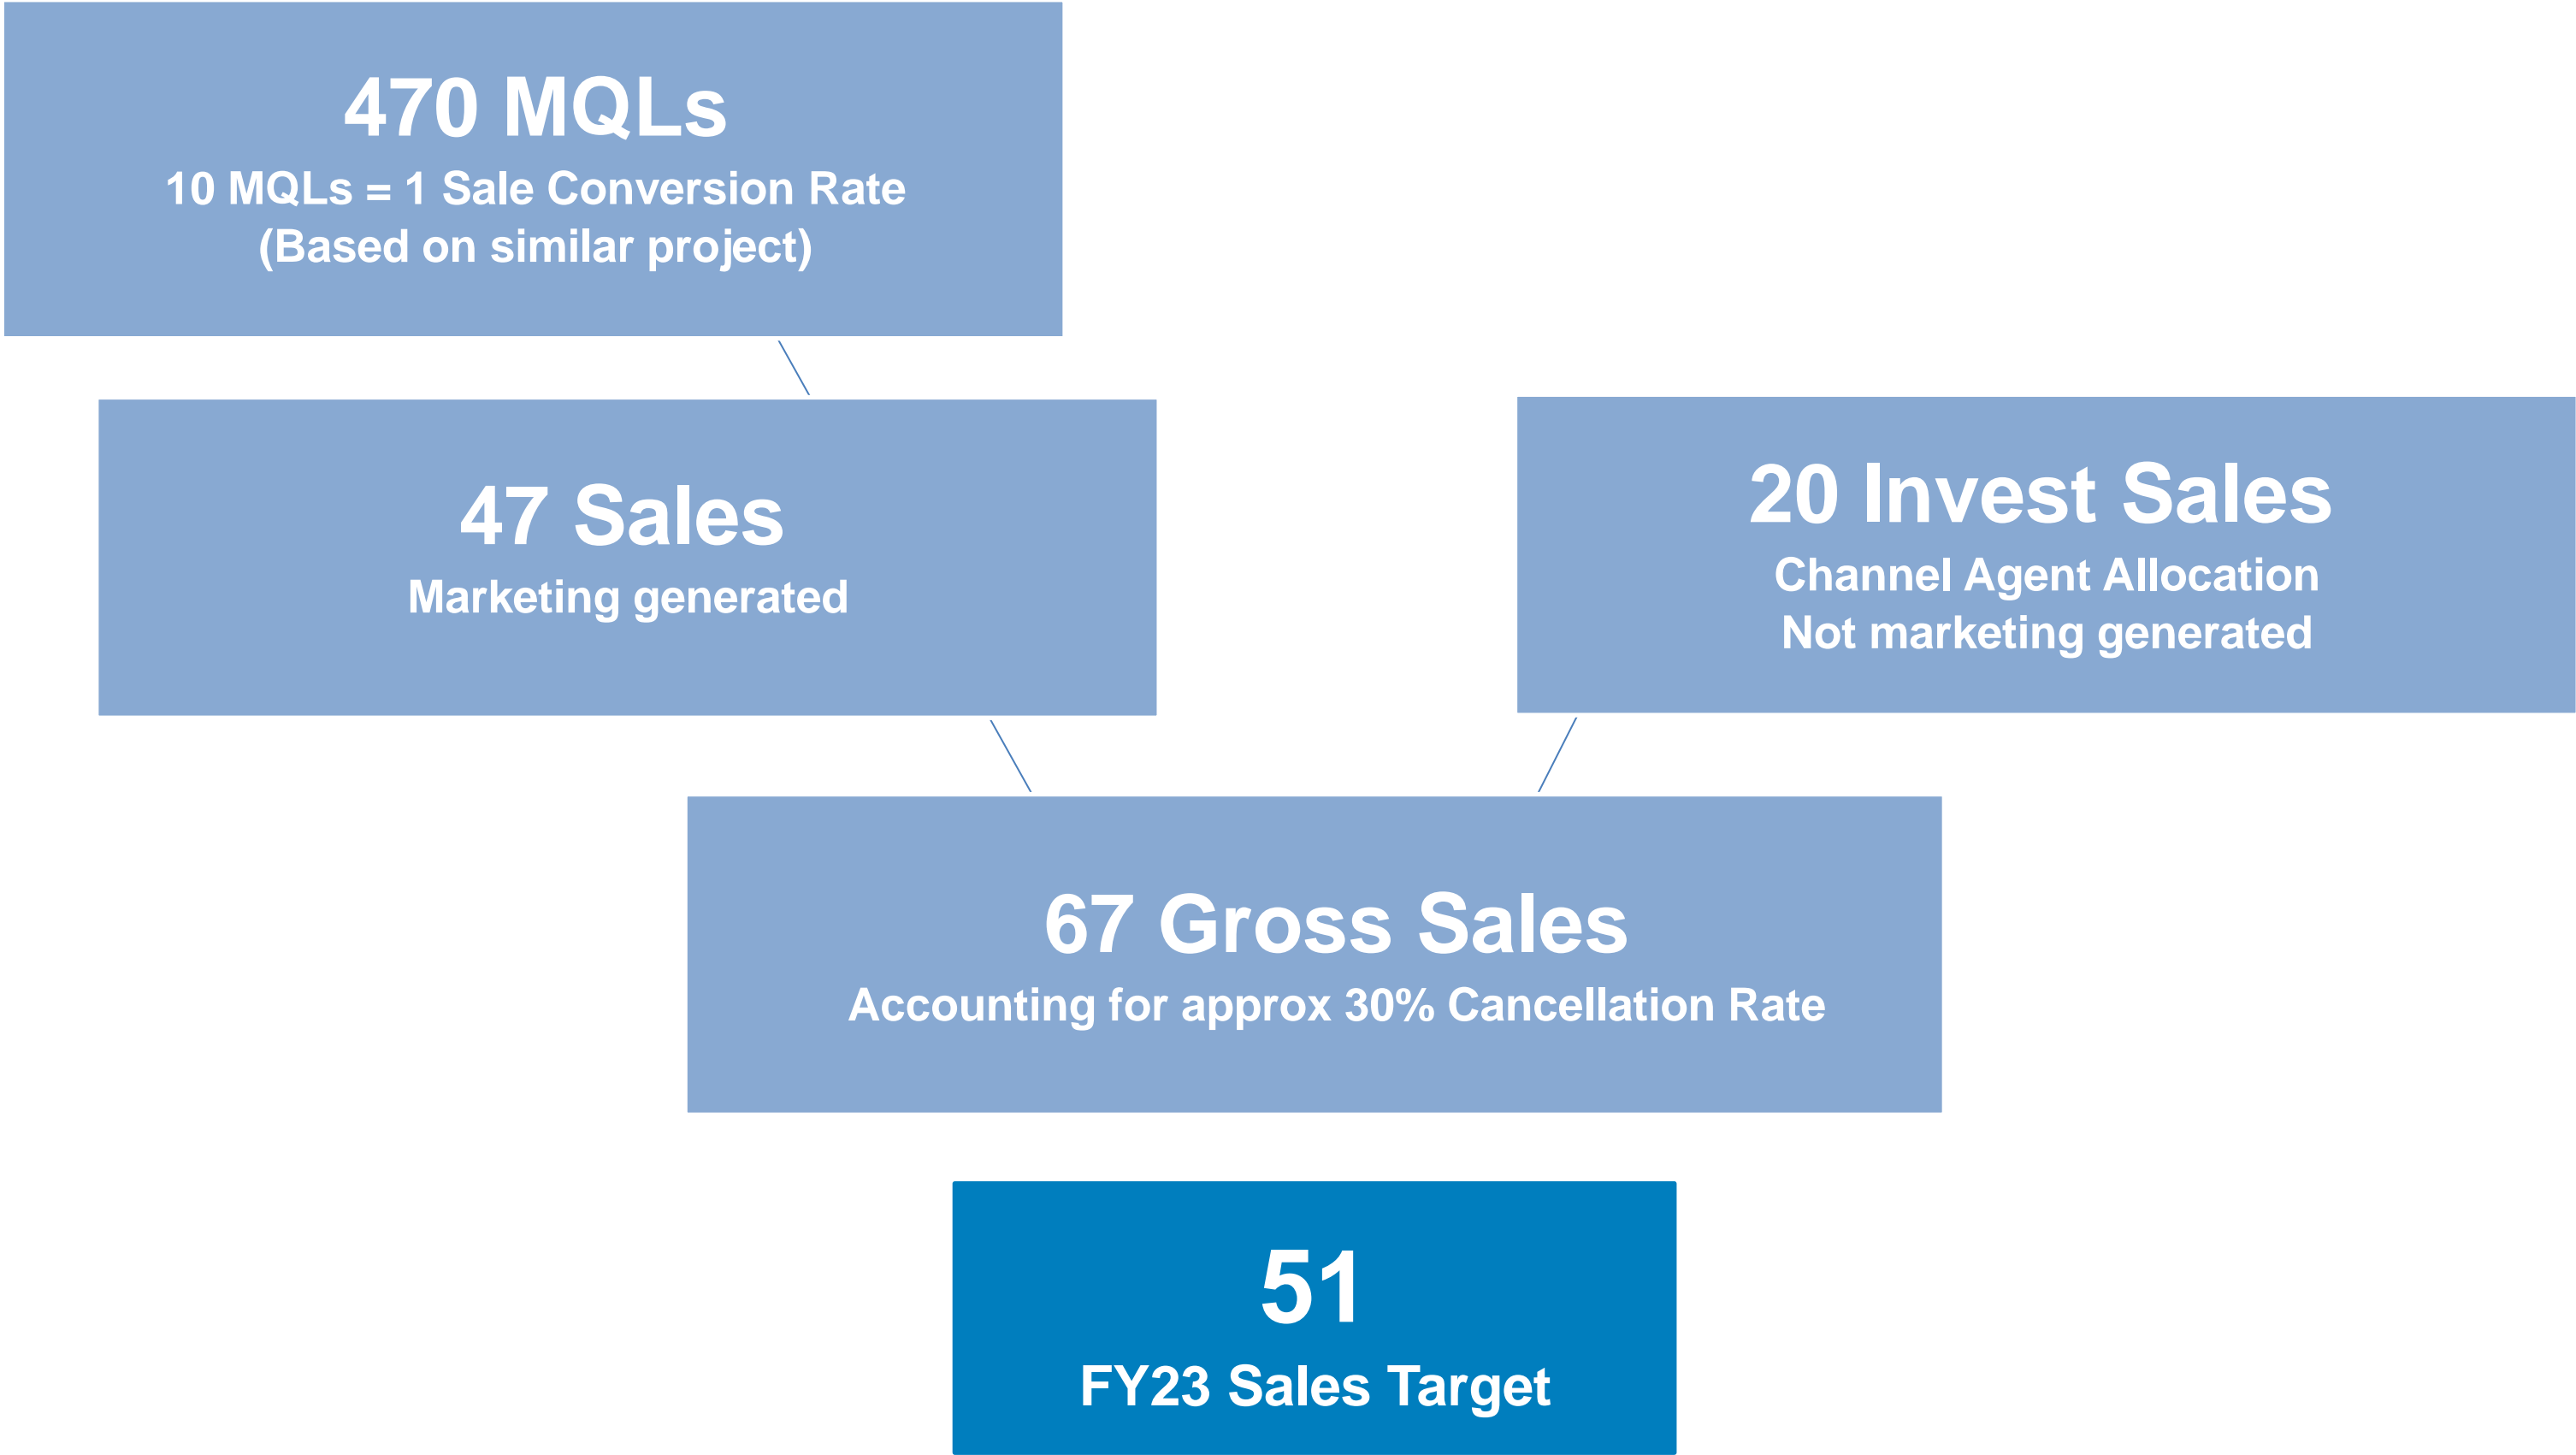 470 MQLs
10 MQLs = 1 Sale Conversion Rate
(Based on similar project)
47 Sales
Marketing generated
20 Invest Sales
Channel Agent Allocation
Not marketing generated
67 Gross Sales
Accounting for approx 30% Cancellation Rate
51
FY23 Sales Target